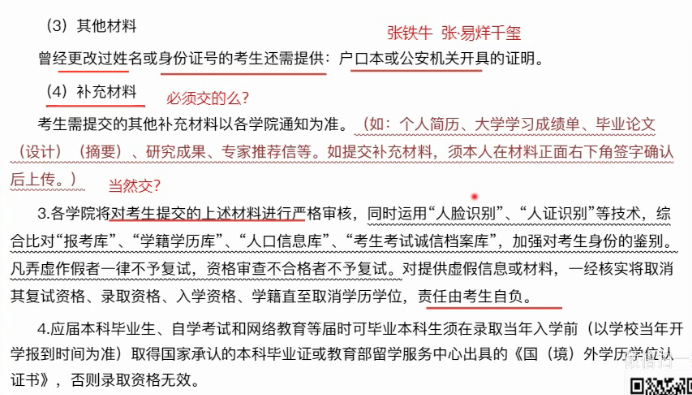 （3）其他材料
张铁牛 张·易烊千玺
曾经更改过姓名或身份证号的考生还需提供：户口本或公安机关开具的证明。
（4）补充材料 必须交的么？
考生需提交的其他补充材料以各学院通知为准。（如：个人简历、大学学习成绩单、毕业论文
（设计）（摘要）、研究成果、专家推荐信等。如提交补充材料，须本人在材料正面右下角签字确认
后上传。）
当然交？
3.各学院将对考生提交的上述材料进行严格审核，同时运用“人脸识别”、“人证识别”等技术，综
合比对“报考库”、“学籍学历库”、“人口信息库”、“考生考试诚信档案库”，加强对考生身份的鉴别。
凡弄虚作假者一律不予复试，资格审查不合格者不予复试。对提供虚假信息或材料，一经核实将取消
其复试资格、录取资格、入学资格、学籍直至取消学历学位，责任由考生自负。
4.应届本科毕业生、自学考试和网络教育等届时可毕业本科生须在录取当年入学前（以学校当年开
学报到时间为准）取得国家承认的本科毕业证或教育部留学服务中心出具的《国（境）外学历学位认
证书》，否则录取资格无效。